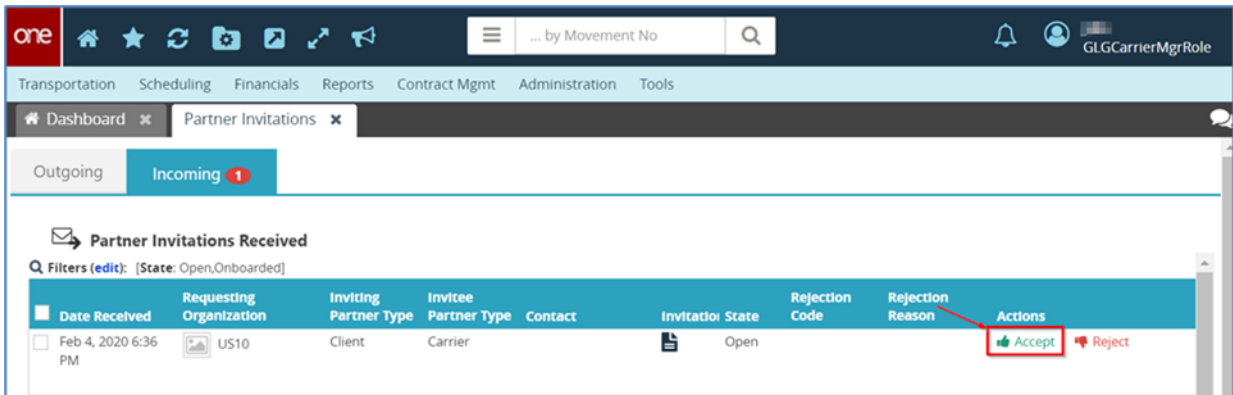 one
... by Movement No
GLGCarrierMgrRole
Transportation Scheduling Financials Reports Contract Mgmt Administration Tools
Dashboard Partner Invitations
Outgoing Incoming 1
Partner Invitations Received
Filters (edit): [State: Open,Onboarded]
Requesting Inviting Invitee Rejection Rejection
Date Received Organization Partner Type Partner Type Contact Invitatio State Code Reason Actions
Feb 4, 2020 6:36 US10 Client Carrier Open Accept Reject
PM